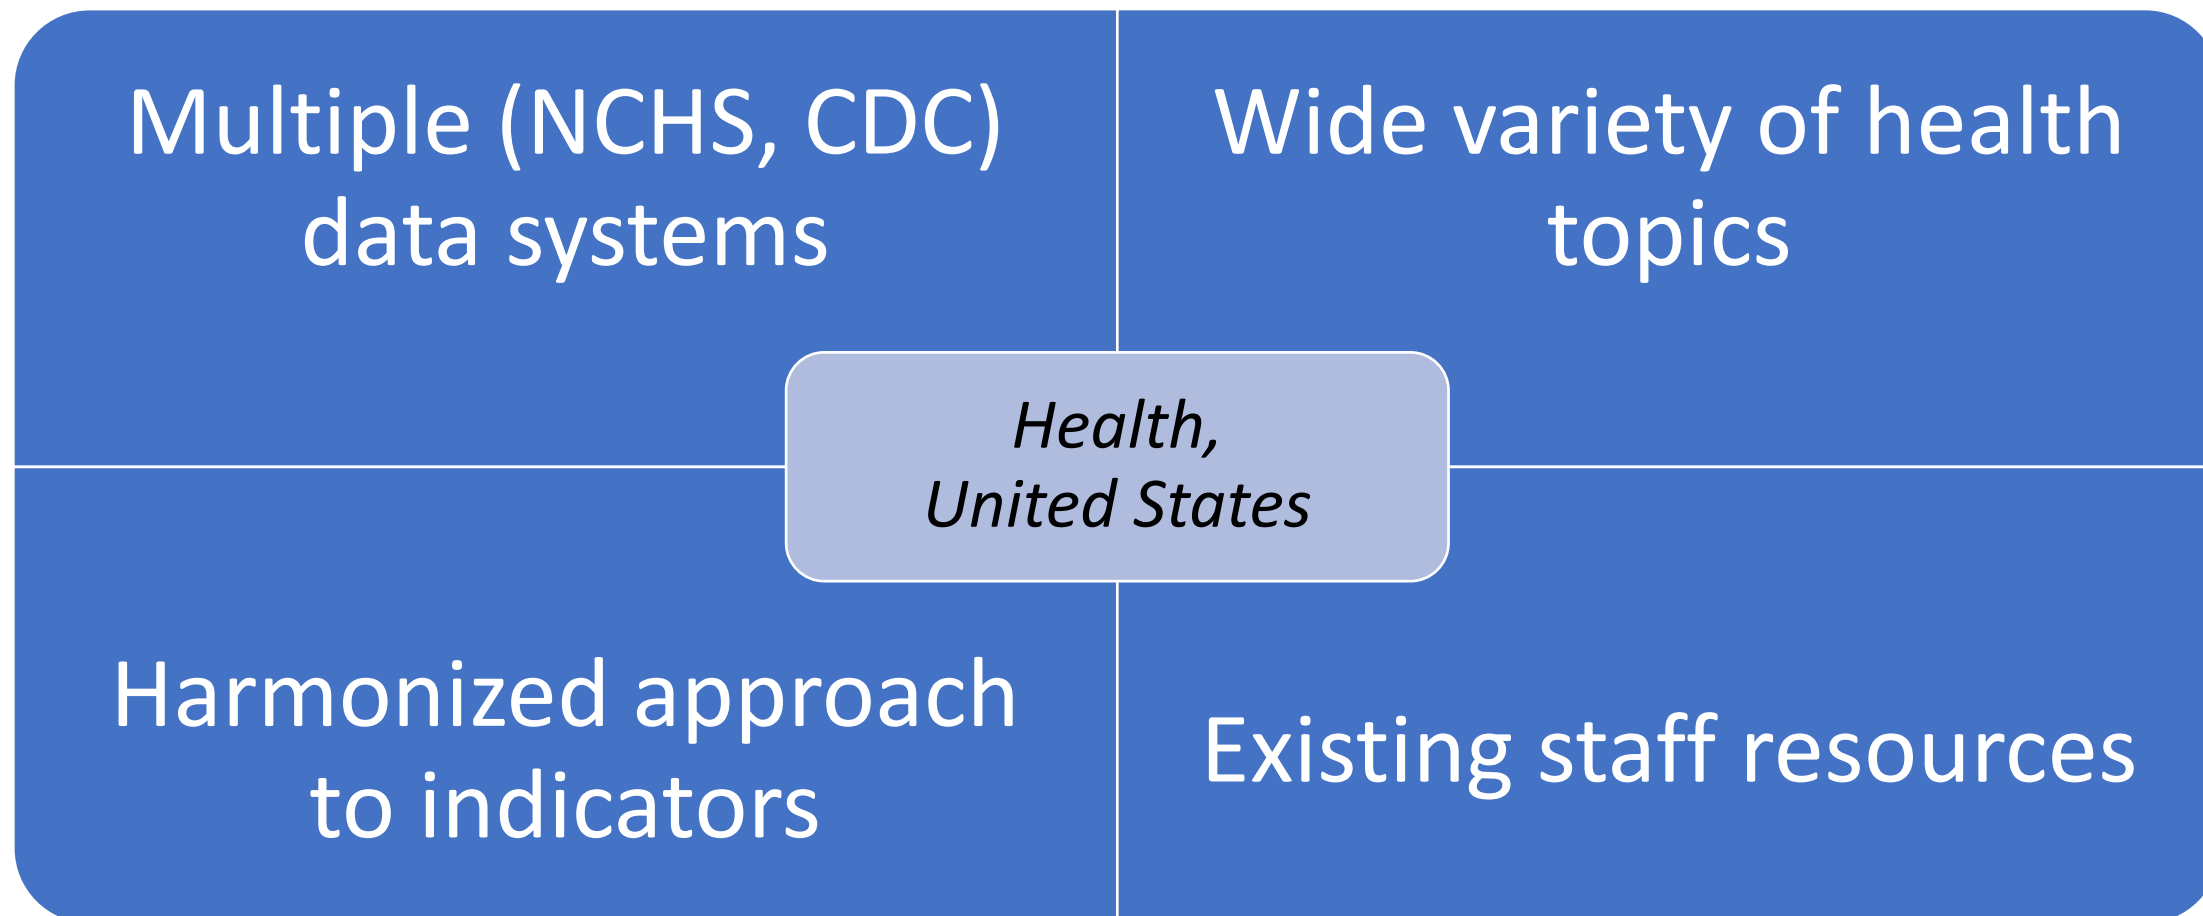 Multiple (NCHS, CDC)
data systems
Wide variety of health
topics
Health,
United States
Harmonized approach
to indicators
Existing staff resources